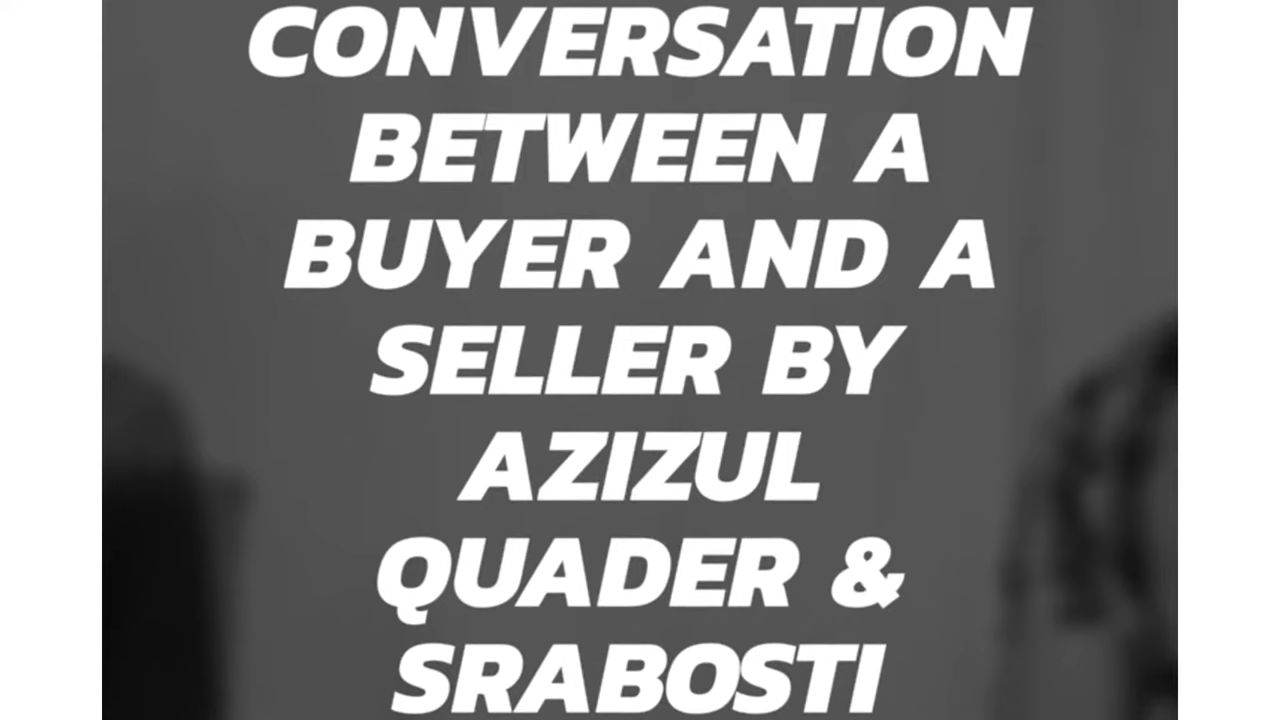 CONVERSATION
BETWEEN A
BUYER AND A
SELLER BY
AZIZUL
QUADER &
SRABOSTI